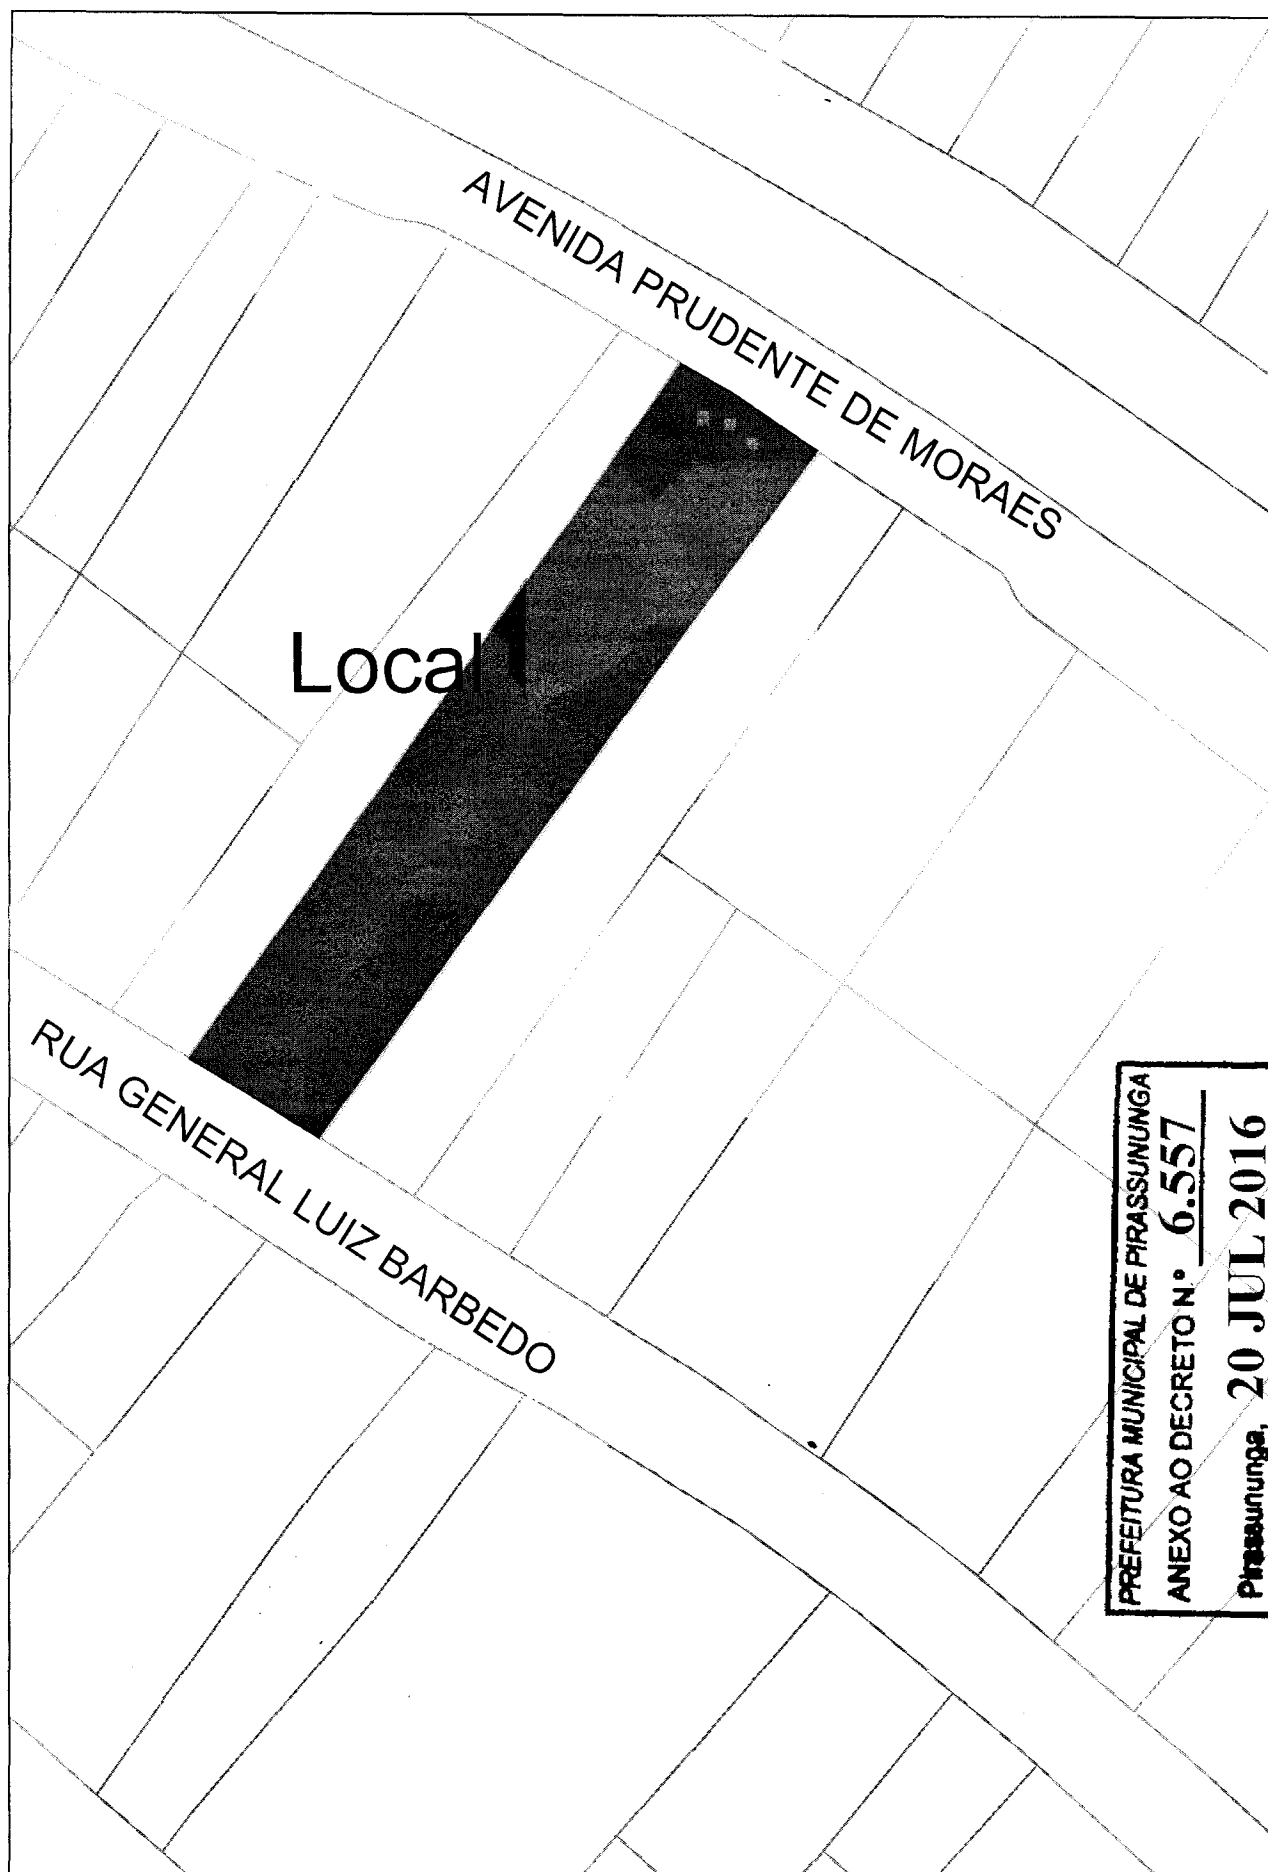 AVENIDA PRUDENTE DE MORAES
Local
RUA GENERAL LUIZ BARBEDO
PREFEITURA MUNICIPAL DE PIRASSUNUNGA
ANEXO AO DECRETO N.º 6.557
Pirassununga, 20 JUL 2016